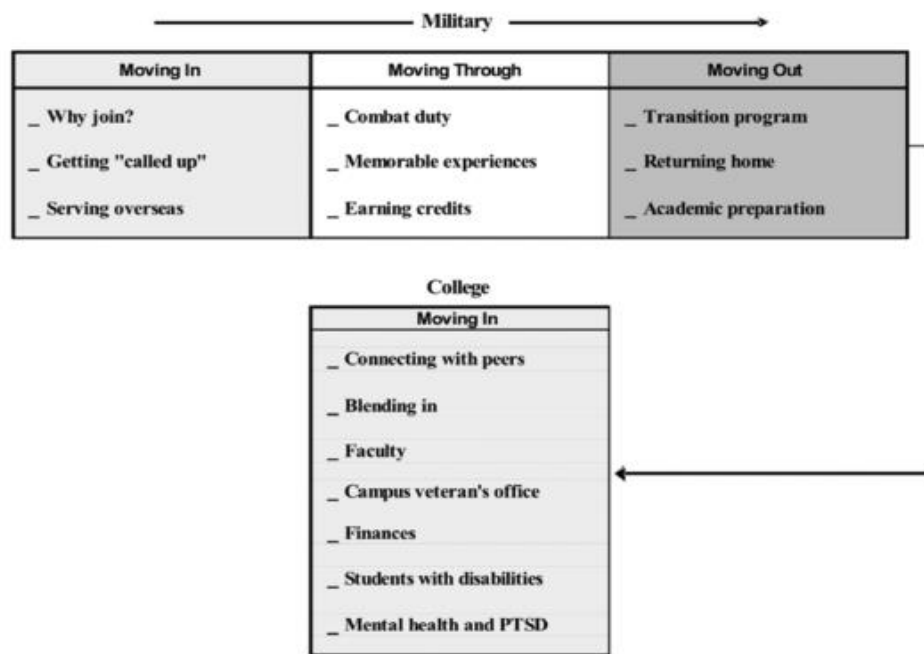 Military
Moving In
_ Why join?
_ Getting "called up"
_ Serving overseas
Moving Through
_ Combat duty
_ Memorable experiences
_ Earning credits
Moving Out
_ Transition program
_ Returning home
_ Academic preparation
College
Moving In
_ Connecting with peers
_ Blending in
_ Faculty
_ Campus veteran's office
_ Finances
_ Students with disabilities
_ Mental health and PTSD